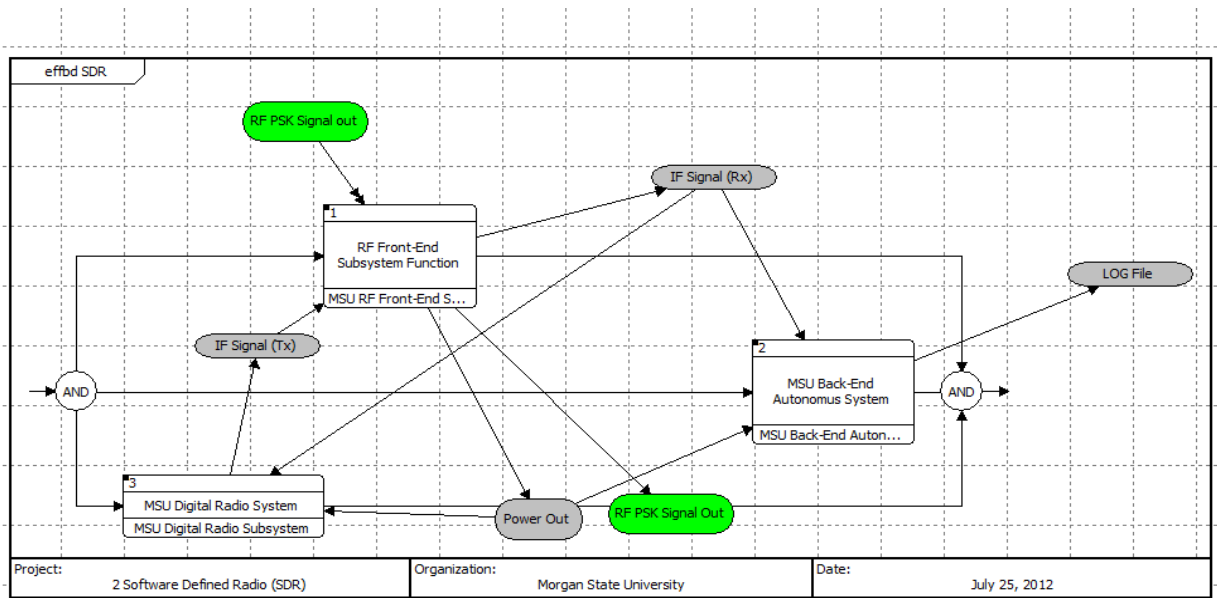 effbd SDR
RF PSK Signal out
IF Signal (Rx)
1
RF Front-End
Subsystem Function
MSU RF Front-End S...
LOG File
IF Signal (Tx)
2
MSU Back-End
Autonomus System
MSU Back-End Auton...
AND
AND
3
MSU Digital Radio System
MSU Digital Radio Subsystem
Power Out
RF PSK Signal Out
Project:
2 Software Defined Radio (SDR)
Organization:
Morgan State University
Date:
July 25, 2012